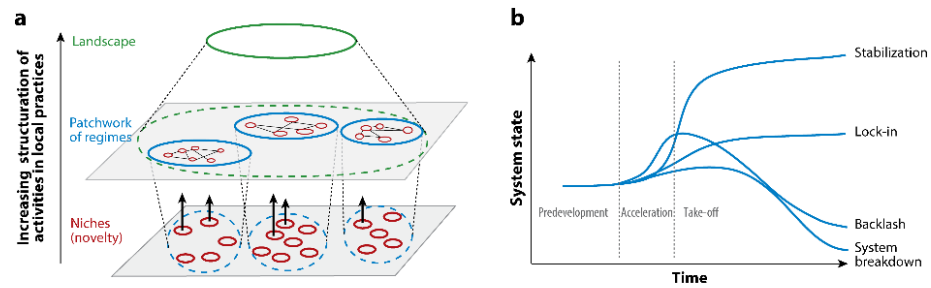 a
Increasing structuration of
activities in local practices
Landscape
Patchwork
of regimes
Niches
(novelty)
b
System state
Stabilization
Lock-in
Predevelopment
Acceleration
Take-off
Backlash
System
breakdown
Time